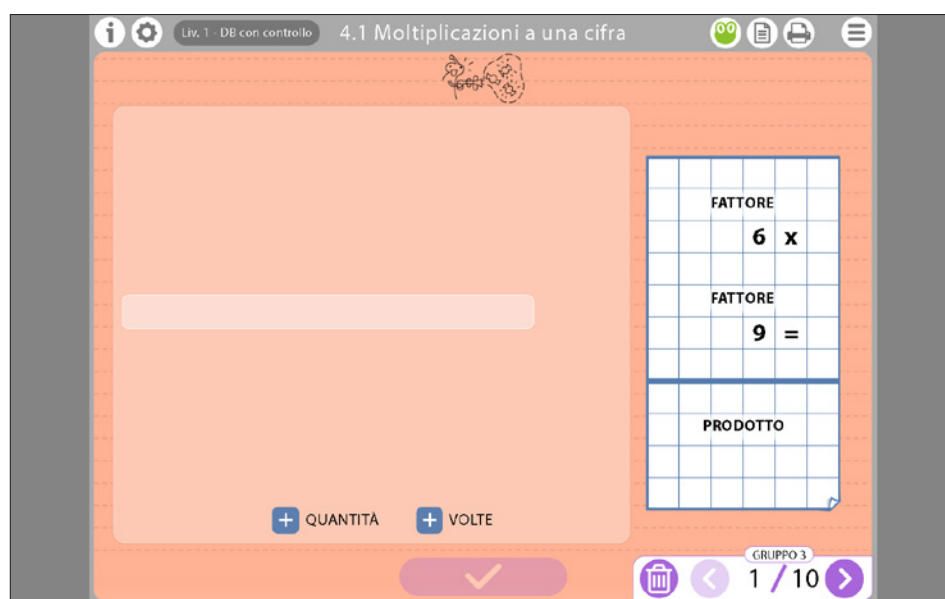 Liv. 1 - DB con controllo
4.1 Moltiplicazioni a una cifra
FATTORE
6 x
FATTORE
9 =
PRODOTTO
+ QUANTITÀ
+ VOLTE
GRUPPO 3
1 / 10